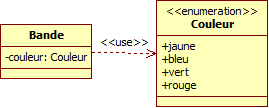 Bande
-couleur: Couleur
<<use>>
<<enumeration>>
Couleur
+jaune
+bleu
+vert
+rouge